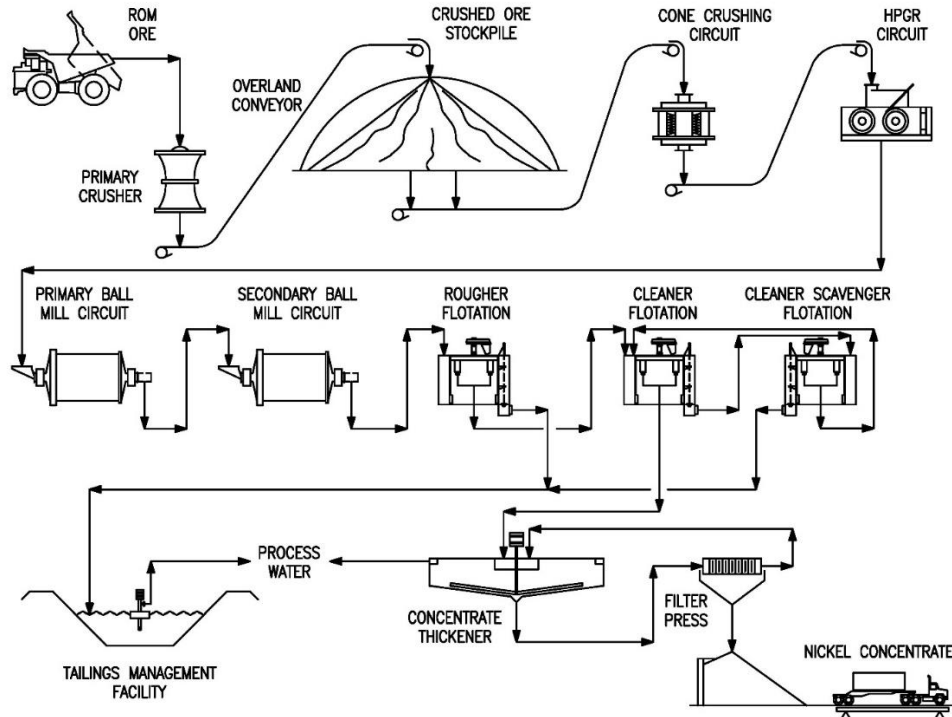 ROM
ORE
CRUSHED ORE
STOCKPILE
CONE CRUSHING
CIRCUIT
HPGR
CIRCUIT
OVERLAND
CONVEYOR
PRIMARY
CRUSHER
PRIMARY BALL
MILL CIRCUIT
SECONDARY BALL
MILL CIRCUIT
ROUGHER
FLOTATION
CLEANER
FLOTATION
CLEANER SCAVENGER
FLOTATION
PROCESS
WATER
CONCENTRATE
THICKENER
FILTER
PRESS
TAILINGS MANAGEMENT
FACILITY
NICKEL CONCENTRATE